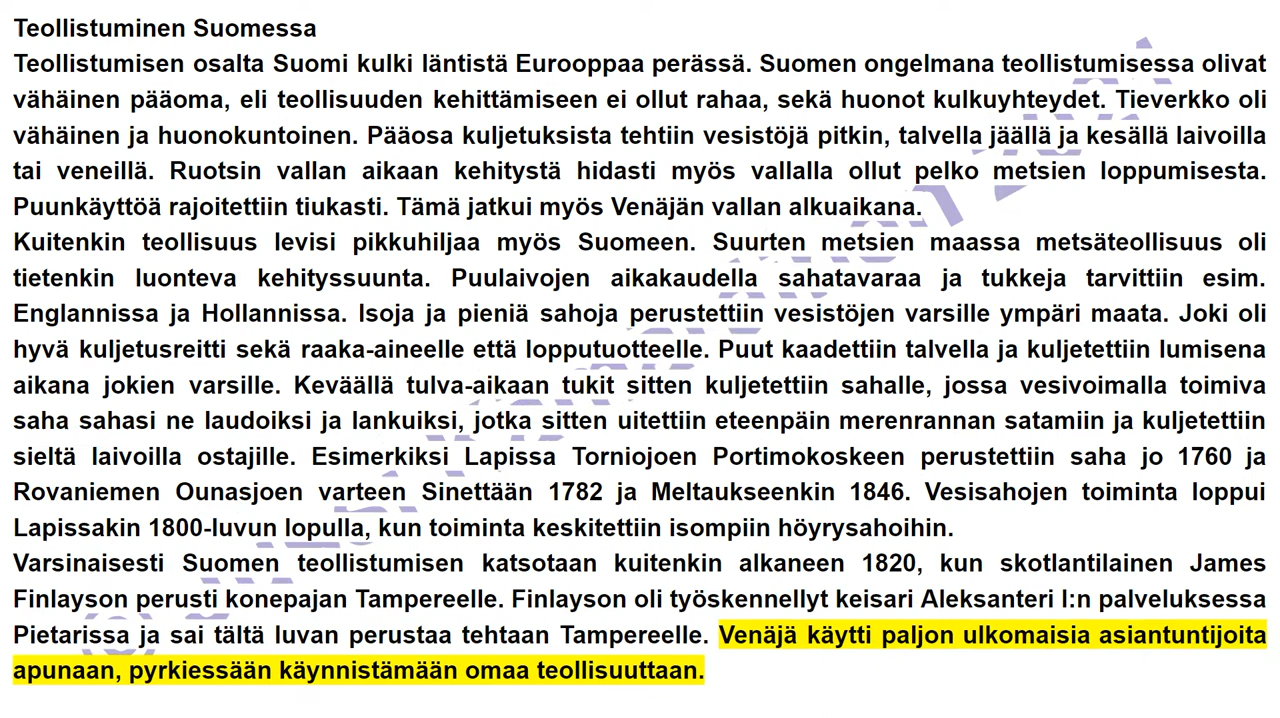 Teollistuminen Suomessa
Teollistumisen osalta Suomi kulki läntistä Eurooppaa perässä. Suomen ongelmana teollistumisessa olivat
vähäinen pääoma, eli teollisuuden kehittämiseen ei ollut rahaa, sekä huonot kulkuyhteydet. Tieverkko oli
vähäinen ja huonokuntoinen. Pääosa kuljetuksista tehtiin vesistöjä pitkin, talvella jäällä ja kesällä laivoilla
tai veneillä. Ruotsin vallan aikaan kehitystä hidasti myös vallalla ollut pelko metsien loppumisesta.
Puunkäyttöä rajoitettiin tiukasti. Tämä jatkui myös Venäjän vallan alkuaikana.
Kuitenkin teollisuus levisi pikkuhiljaa myös Suomeen. Suurten metsien maassa metsäteollisuus oli
tietenkin luonteva kehityssuunta. Puulaivojen aikakaudella sahatavaraa ja tukkeja tarvittiin esim.
Englannissa ja Hollannissa. Isoja ja pieniä sahoja perustettiin vesistöjen varsille ympäri maata. Joki oli
hyvä kuljetusreitti sekä raaka-aineelle että lopputuotteelle. Puut kaadettiin talvella ja kuljetettiin lumisena
aikana jokien varsille. Keväällä tulva-aikaan tukit sitten kuljetettiin sahalle, jossa vesivoimalla toimiva
saha sahasi ne laudoiksi ja lankuiksi, jotka sitten uitettiin eteenpäin merenrannan satamiin ja kuljetettiin
sieltä laivoilla ostajille. Esimerkiksi Lapissa Torniojoen Portimokoskeen perustettiin saha jo 1760 ja
Rovaniemen Ounasjoen varteen Sinettään 1782 ja Meltaukseenkin 1846. Vesisahojen toiminta loppui
Lapissakin 1800-luvun lopulla, kun toiminta keskitettiin isompiin höyrysahoihin.
Varsinaisesti Suomen teollistumisen katsotaan kuitenkin alkaneen 1820, kun skotlantilainen James
Finlayson perusti konepajan Tampereelle. Finlayson oli työskennellyt keisari Aleksanteri I:n palveluksessa
Pietarissa ja sai tältä luvan perustaa tehtaan Tampereelle. Venäjä käytti paljon ulkomaisia asiantuntijoita
apunaan, pyrkiessään käynnistämään omaa teollisuuttaan.